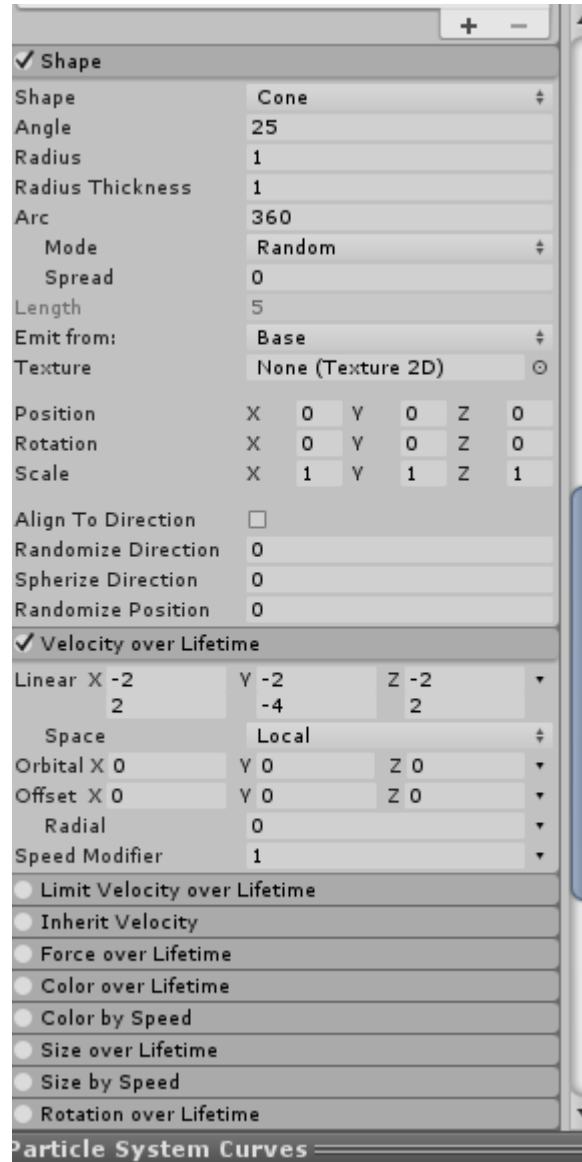 + −
Shape
Shape Cone
Angle 25
Radius 1
Radius Thickness 1
Arc 360
Mode Random
Spread 0
Length 5
Emit from: Base
Texture None (Texture 2D)
Position X 0 Y 0 Z 0
Rotation X 0 Y 0 Z 0
Scale X 1 Y 1 Z 1
Align To Direction
Randomize Direction 0
Spherize Direction 0
Randomize Position 0
Velocity over Lifetime
Linear X -2 Y -2 Z -2
2 -4 2
Space Local
Orbital X 0 Y 0 Z 0
Offset X 0 Y 0 Z 0
Radial 0
Speed Modifier 1
Limit Velocity over Lifetime
Inherit Velocity
Force over Lifetime
Color over Lifetime
Color by Speed
Size over Lifetime
Size by Speed
Rotation over Lifetime
Particle System Curves